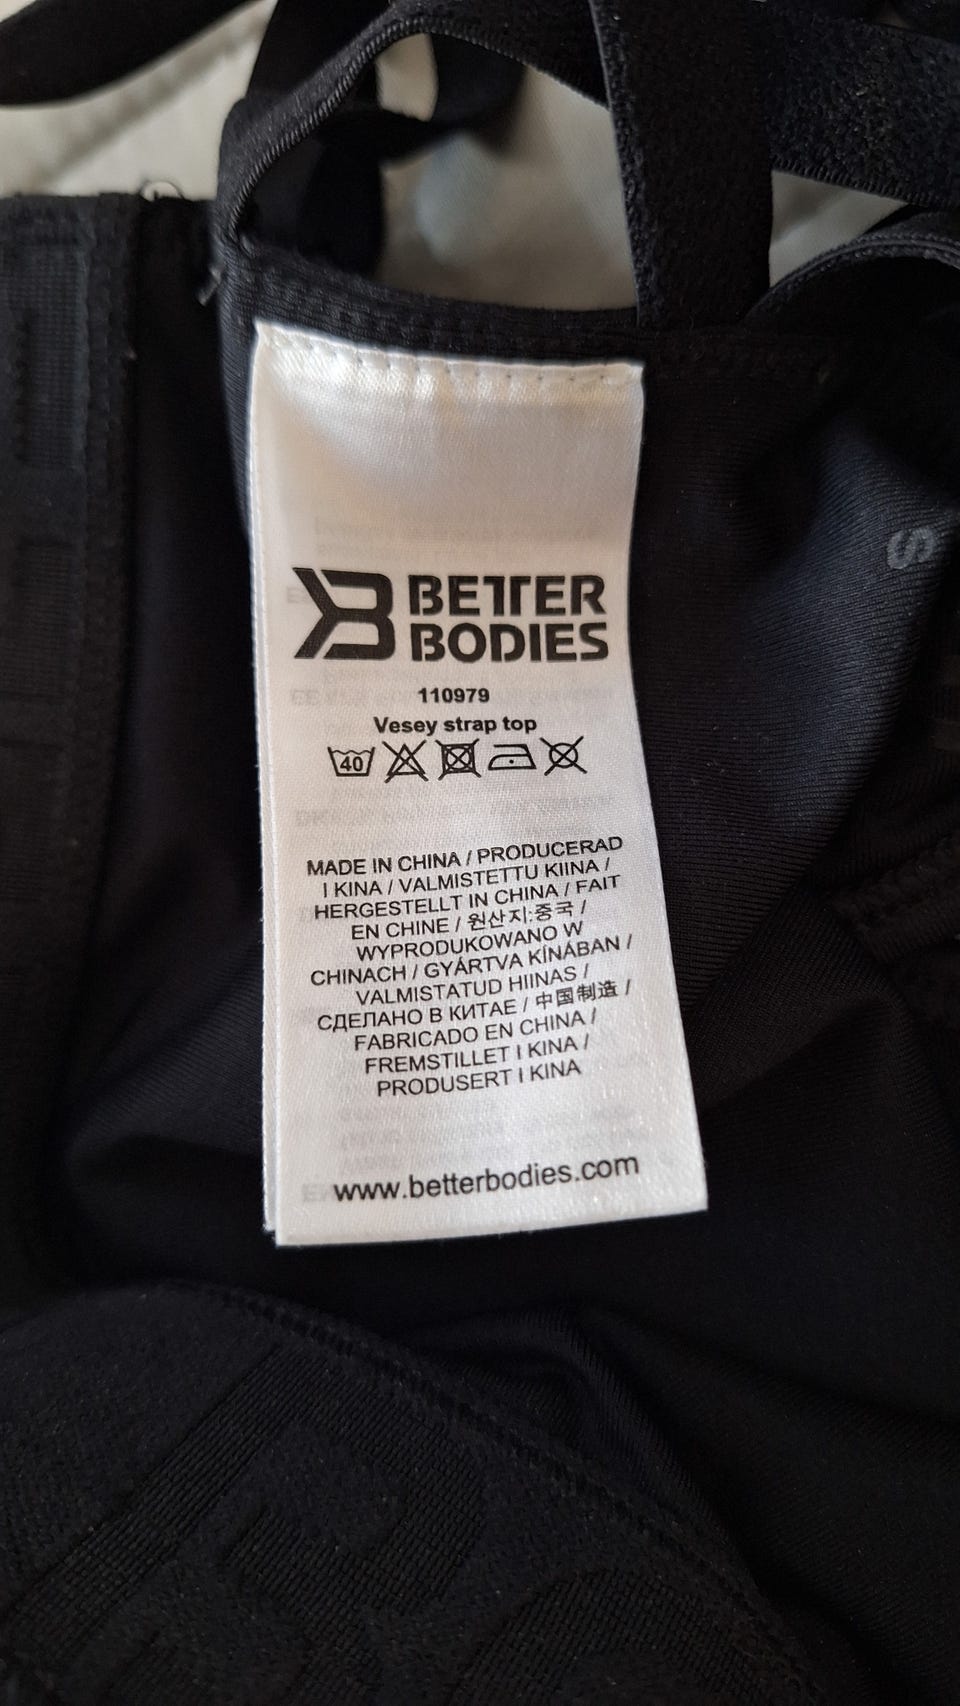 BETTER
BODIES
110979
Vesey strap top
40
MADE IN CHINA / PRODUCERAD
I KINA / VALMISTETTU KIINA /
HERGESTELLT IN CHINA / FAIT
EN CHINE / 원산지:중국 /
WYPRODUKOWANO W
CHINACH / GYÁRTVA KÍNÁBAN /
VALMISTATUD HIINAS /
СДЕЛАНО В КИТАЕ / 中国制造 /
FABRICADO EN CHINA /
FREMSTILLET I KINA /
PRODUSERT I KINA
www.betterbodies.com
S